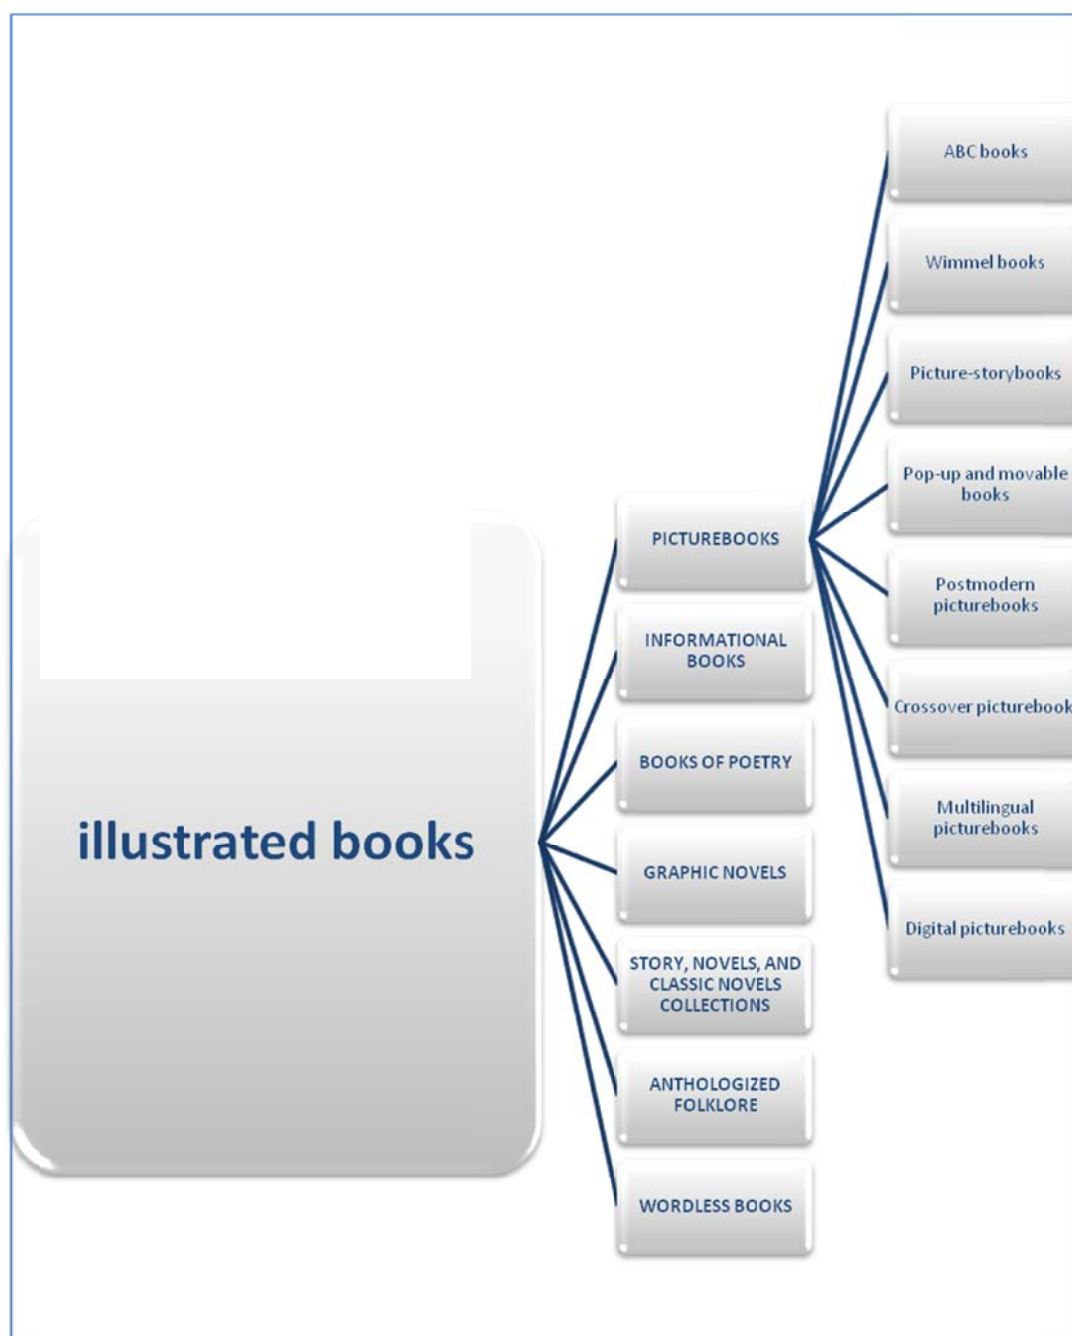 illustrated books
PICTUREBOOKS
INFORMATIONAL
BOOKS
BOOKS OF POETRY
GRAPHIC NOVELS
STORY, NOVELS, AND
CLASSIC NOVELS
COLLECTIONS
ANTHOLOGIZED
FOLKLORE
WORDLESS BOOKS
ABC books
Wimmel books
Picture-storybooks
Pop-up and movable
books
Postmodern
picturebooks
Crossover picturebook
Multilingual
picturebooks
Digital picturebooks